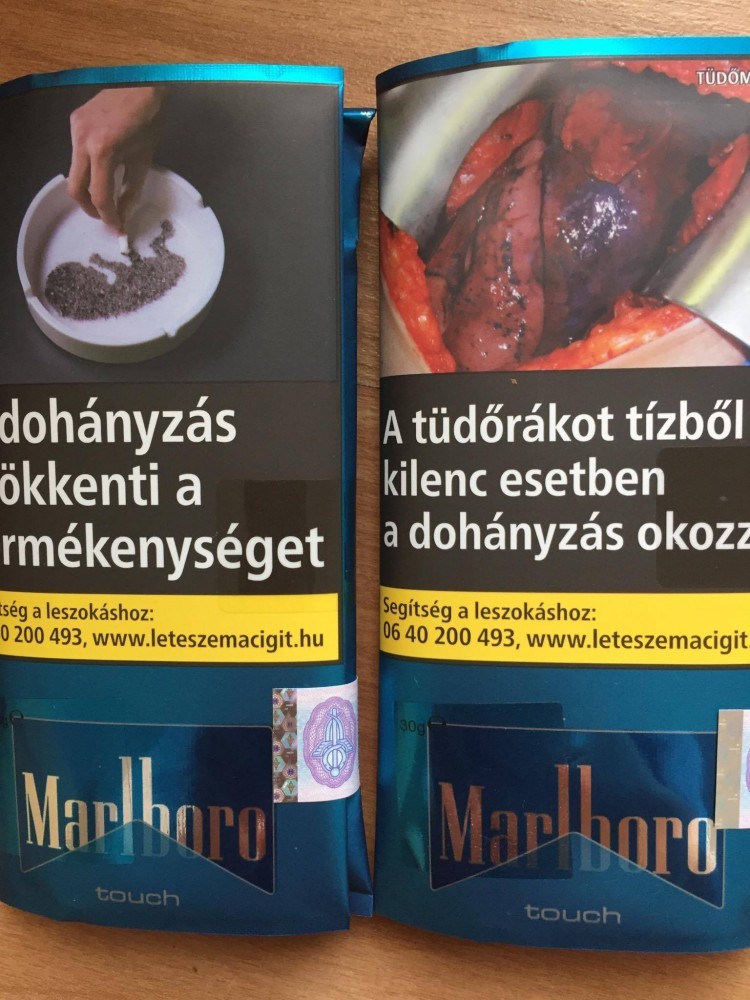 dohányzás
ökkenti a
rmékenységet
tség a leszokáshoz:
0 200 493, www.leteszemacigit.hu
Marlboro
touch
TÜDŐM
A tüdőrákot tízből
kilenc esetben
a dohányzás okozz
Segítség a leszokáshoz:
06 40 200 493, www.leteszemacigit.
30g
Marlboro
touch